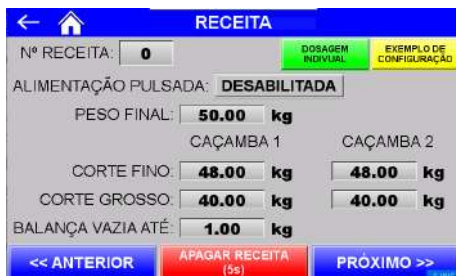 RECEITA
Nº RECEITA: 0
DOSAGEM
INDIVUAL
EXEMPLO DE
CONFIGURAÇÃO
ALIMENTAÇÃO PULSADA: DESABILITADA
PESO FINAL: 50.00 kg
CAÇAMBA 1 CAÇAMBA 2
CORTE FINO: 48.00 kg 48.00 kg
CORTE GROSSO: 40.00 kg 40.00 kg
BALANÇA VAZIA ATÉ: 1.00 kg
<< ANTERIOR
APAGAR RECEITA
(5s)
PRÓXIMO >>